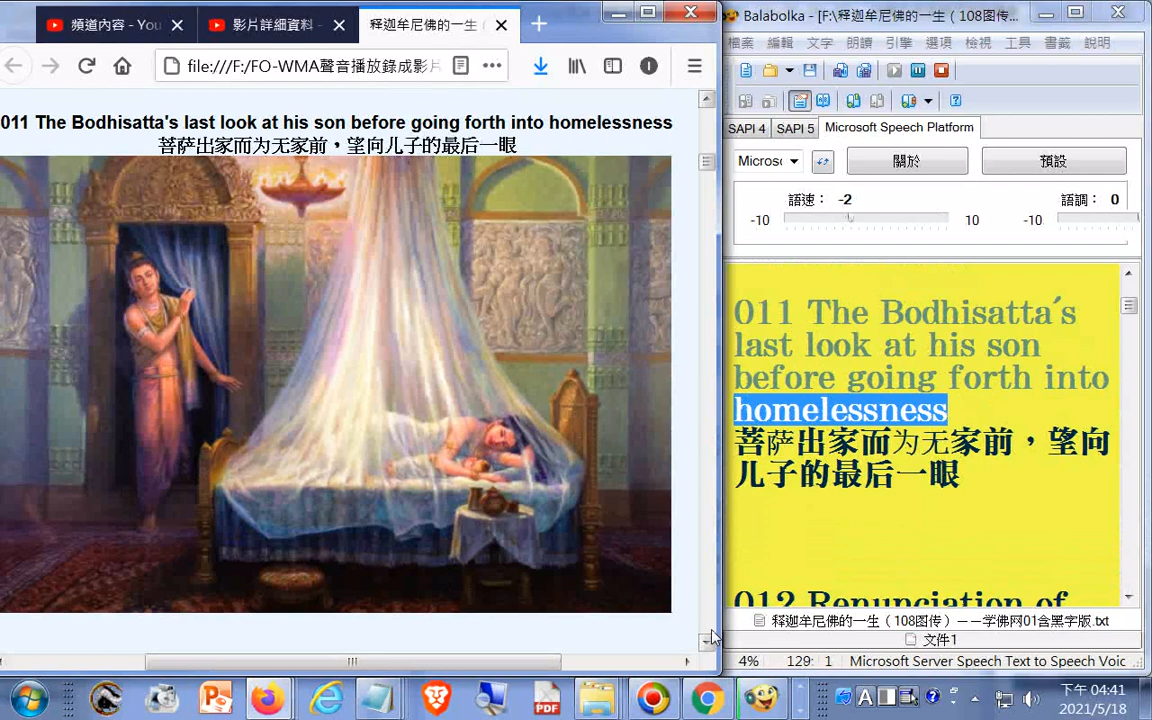 頻道內容 - You
影片詳細資料 -
释迦牟尼佛的一生 -
file:///F:/FO-WMA聲音播放錄成影片
011 The Bodhisatta's last look at his son before going forth into homelessness
菩萨出家而为无家前，望向儿子的最后一眼
Balabolka - [F:\释迦牟尼佛的一生（108图传...
檔案 編輯 文字 朗讀 引擎 選項 檢視 工具 書籤 說明
SAPI 4 SAPI 5 Microsoft Speech Platform
關於 預設
語速： -2 語調： 0
-10 10 -10
011 The Bodhisatta´s
last look at his son
before going forth into
homelessness
菩萨出家而为无家前，望向
儿子的最后一眼
012 Renunciation of
释迦牟尼佛的一生（108图传）——学佛网01含黑字版.txt
文件1
4% 129: 1 Microsoft Server Speech Text to Speech Voic
下午 04:41
2021/5/18